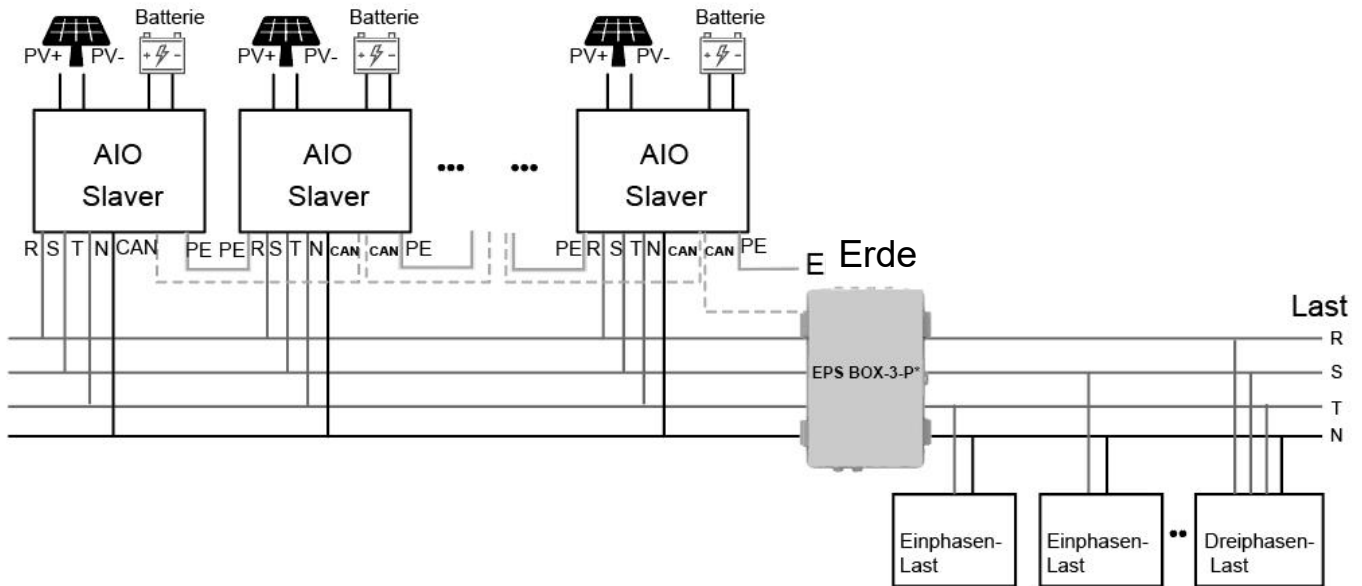 Batterie
Batterie
Batterie
PV+ PV-
PV+ PV-
PV+ PV-
AIO
Slaver
AIO
Slaver
... ...
AIO
Slaver
R S T N CAN PE
PE R S T N CAN CAN PE
PE R S T N CAN CAN PE
E Erde
Last
R
EPS BOX-3-P*
S
T
N
Einphasen-
Last
Einphasen-
Last
..
Dreiphasen-
Last